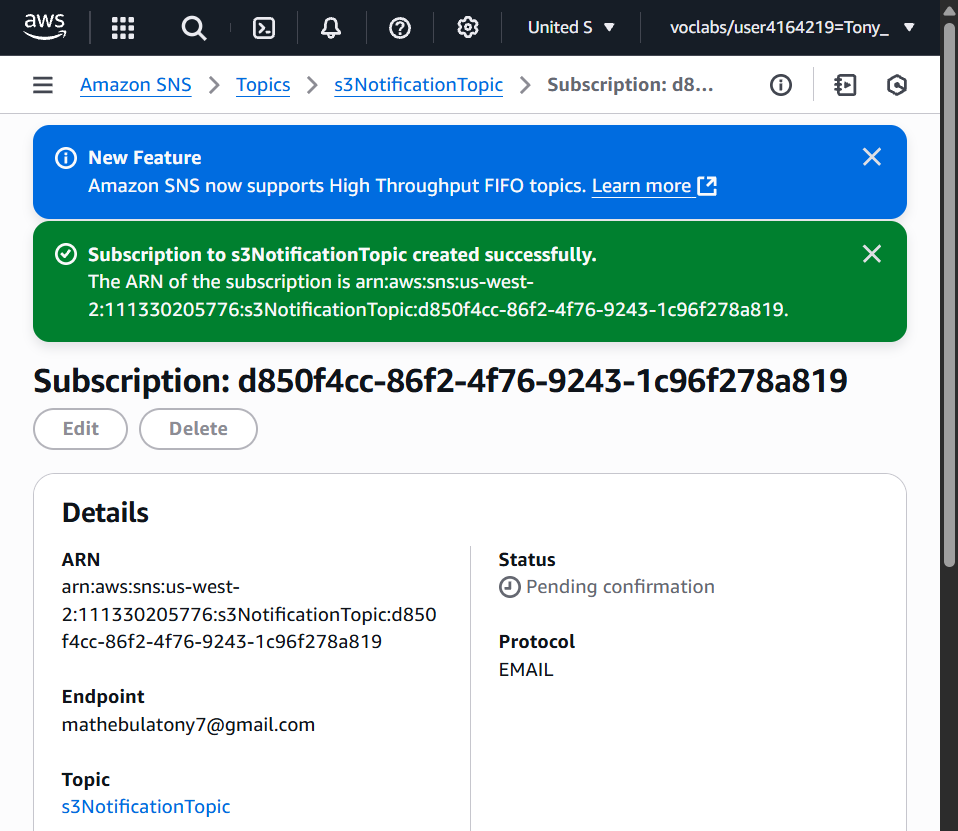 aws
United S
voclabs/user4164219=Tony_
Amazon SNS
Topics
s3NotificationTopic
Subscription: d8...
New Feature
Amazon SNS now supports High Throughput FIFO topics. Learn more
Subscription to s3NotificationTopic created successfully.
The ARN of the subscription is arn:aws:sns:us-west-
2:111330205776:s3NotificationTopic:d850f4cc-86f2-4f76-9243-1c96f278a819.
Subscription: d850f4cc-86f2-4f76-9243-1c96f278a819
Edit
Delete
Details
ARN
arn:aws:sns:us-west-
2:111330205776:s3NotificationTopic:d850
f4cc-86f2-4f76-9243-1c96f278a819
Endpoint
mathebulatony7@gmail.com
Topic
s3NotificationTopic
Status
Pending confirmation
Protocol
EMAIL